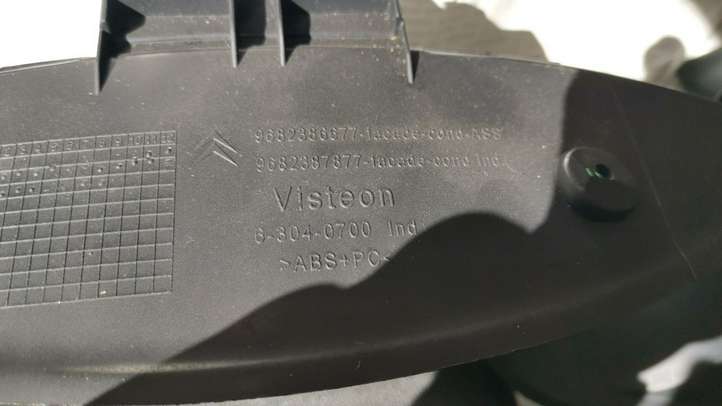 9682386677-facade-cond-ASS
9682387877-facade-cond Ind
Visteon
6-304-0700 Ind
>ABS+PC<